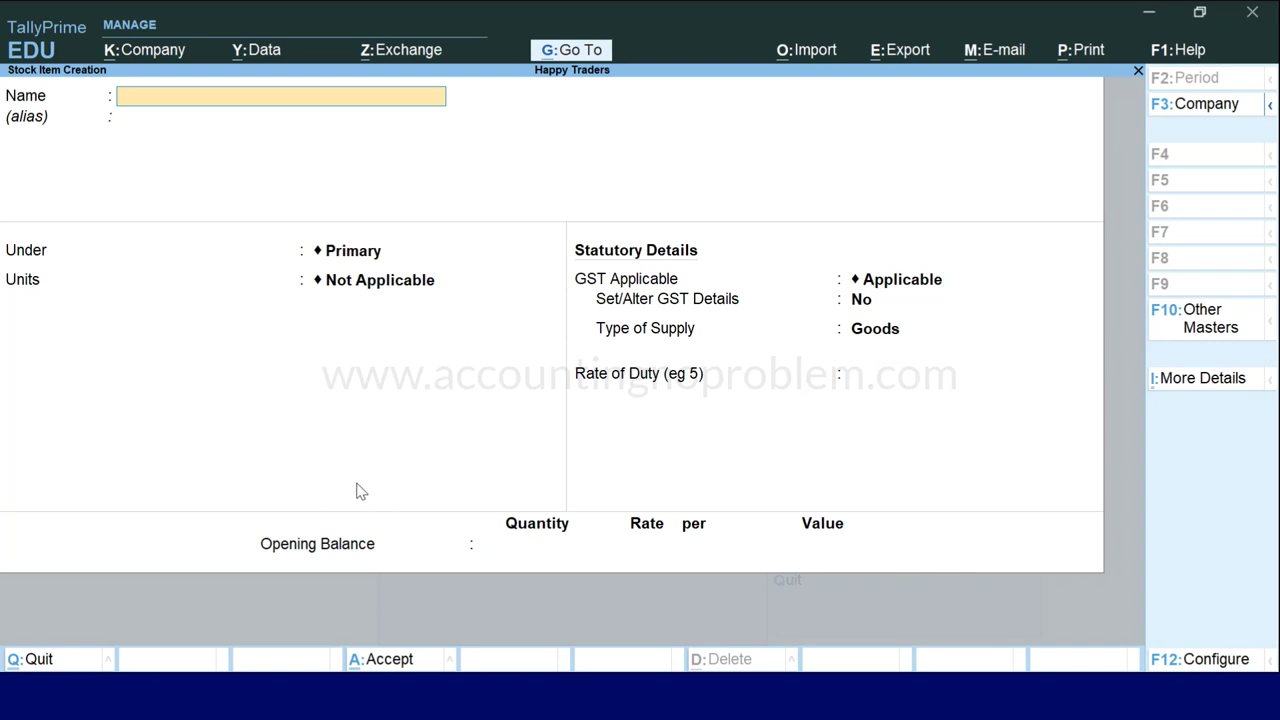 TallyPrime MANAGE
EDU K:Company Y:Data Z:Exchange G:Go To O:Import E:Export M:E-mail P:Print F1:Help
Stock Item Creation Happy Traders
Name :
(alias) :
Under : ♦ Primary
Units : ♦ Not Applicable
Statutory Details
GST Applicable : ♦ Applicable
Set/Alter GST Details : No
Type of Supply : Goods
Rate of Duty (eg 5) :
www.accountingnoproblem.com
Quantity Rate per Value
Opening Balance :
Quit
F2:Period
F3:Company
F4
F5
F6
F7
F8
F9
F10:Other
Masters
I:More Details
Q:Quit A:Accept D:Delete F12:Configure